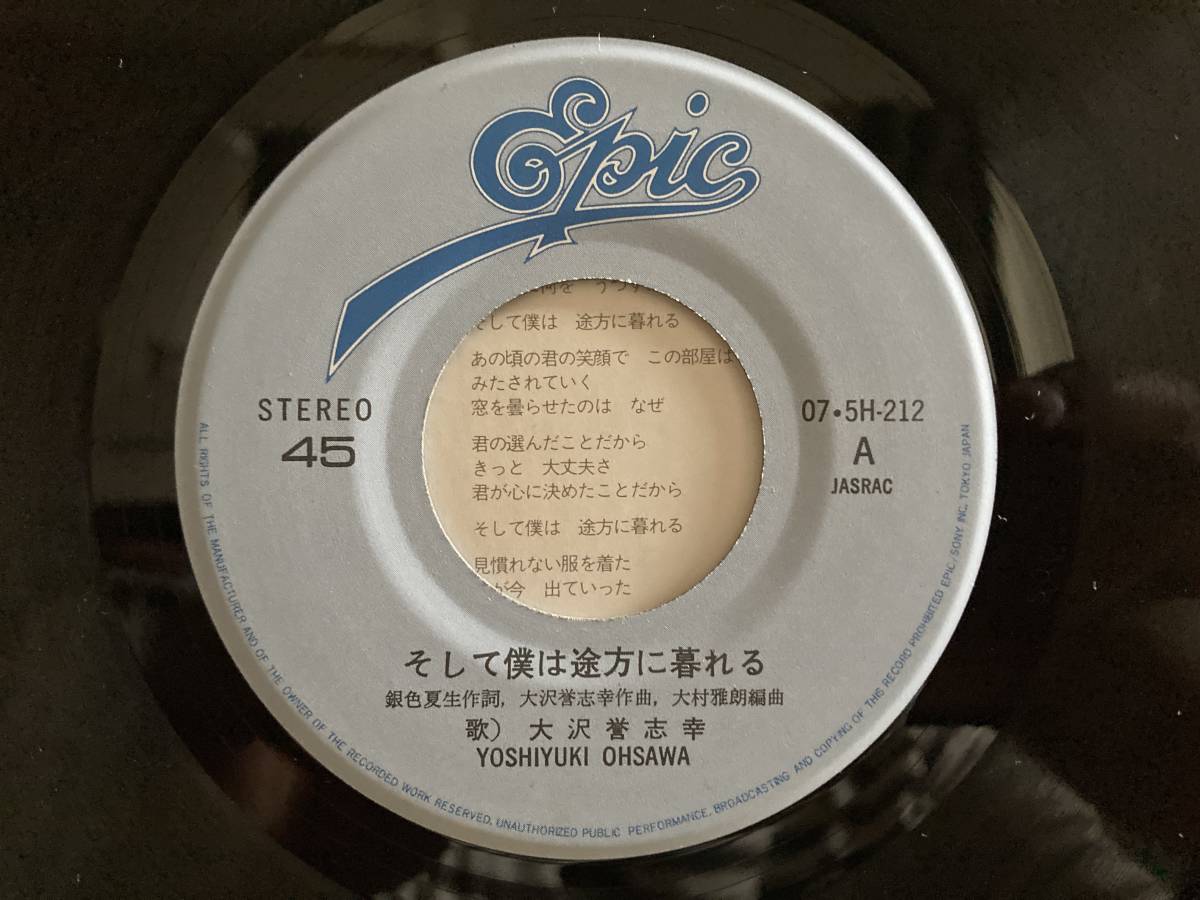 Epic
STEREO
45
07・5H-212
A
JASRAC
何を うつす
そして僕は 途方に暮れる
あの頃の君の笑顔で この部屋は
みたされていく
窓を曇らせたのは なぜ
君の選んだことだから
きっと 大丈夫さ
君が心に決めたことだから
そして僕は 途方に暮れる
見慣れない服を着た
が今 出ていった
そして僕は途方に暮れる
銀色夏生作詞, 大沢誉志幸作曲, 大村雅朗編曲
歌) 大沢誉志幸
YOSHIYUKI OHSAWA
ALL RIGHTS OF THE MANUFACTURER AND OF THE OWNER OF THE RECORDED WORK RESERVED, UNAUTHORIZED PUBLIC PERFORMANCE, BROADCASTING AND COPYING OF THIS RECORD PROHIBITED EPIC/SONY INC. TOKYO JAPAN